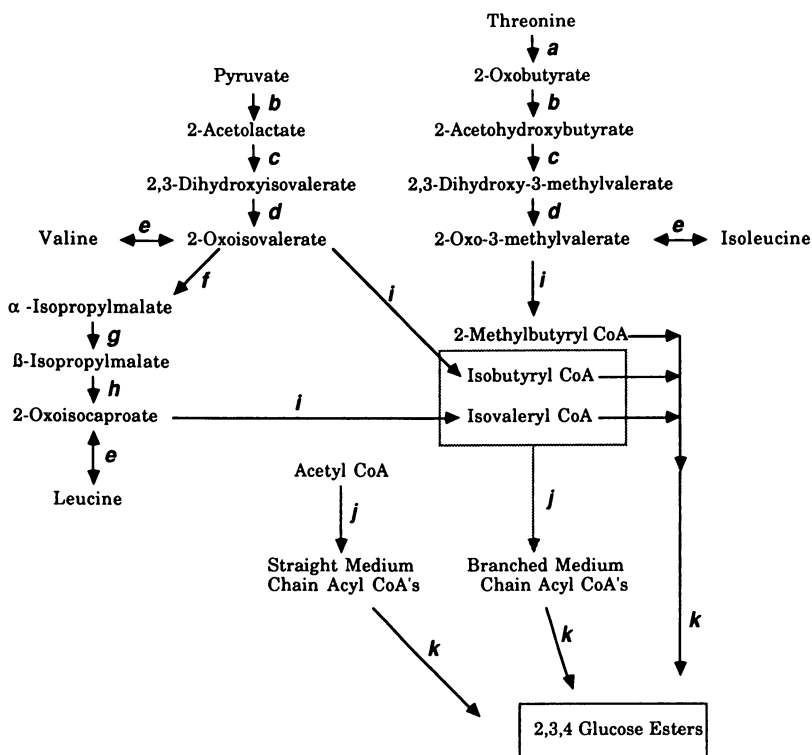 Threonine
a
2-Oxobutyrate
Pyruvate
b
b
2-Acetolactate
2-Acetohydroxybutyrate
c
c
2,3-Dihydroxyisovalerate
2,3-Dihydroxy-3-methylvalerate
d
d
Valine
e
2-Oxoisovalerate
2-Oxo-3-methylvalerate
e
Isoleucine
f
i
i
α -Isopropylmalate
g
2-Methylbutyryl CoA
ß-Isopropylmalate
h
Isobutyryl CoA
2-Oxoisocaproate
i
Isovaleryl CoA
e
Leucine
Acetyl CoA
j
j
Straight Medium
Chain Acyl CoA's
Branched Medium
Chain Acyl CoA's
k
k
k
2,3,4 Glucose Esters